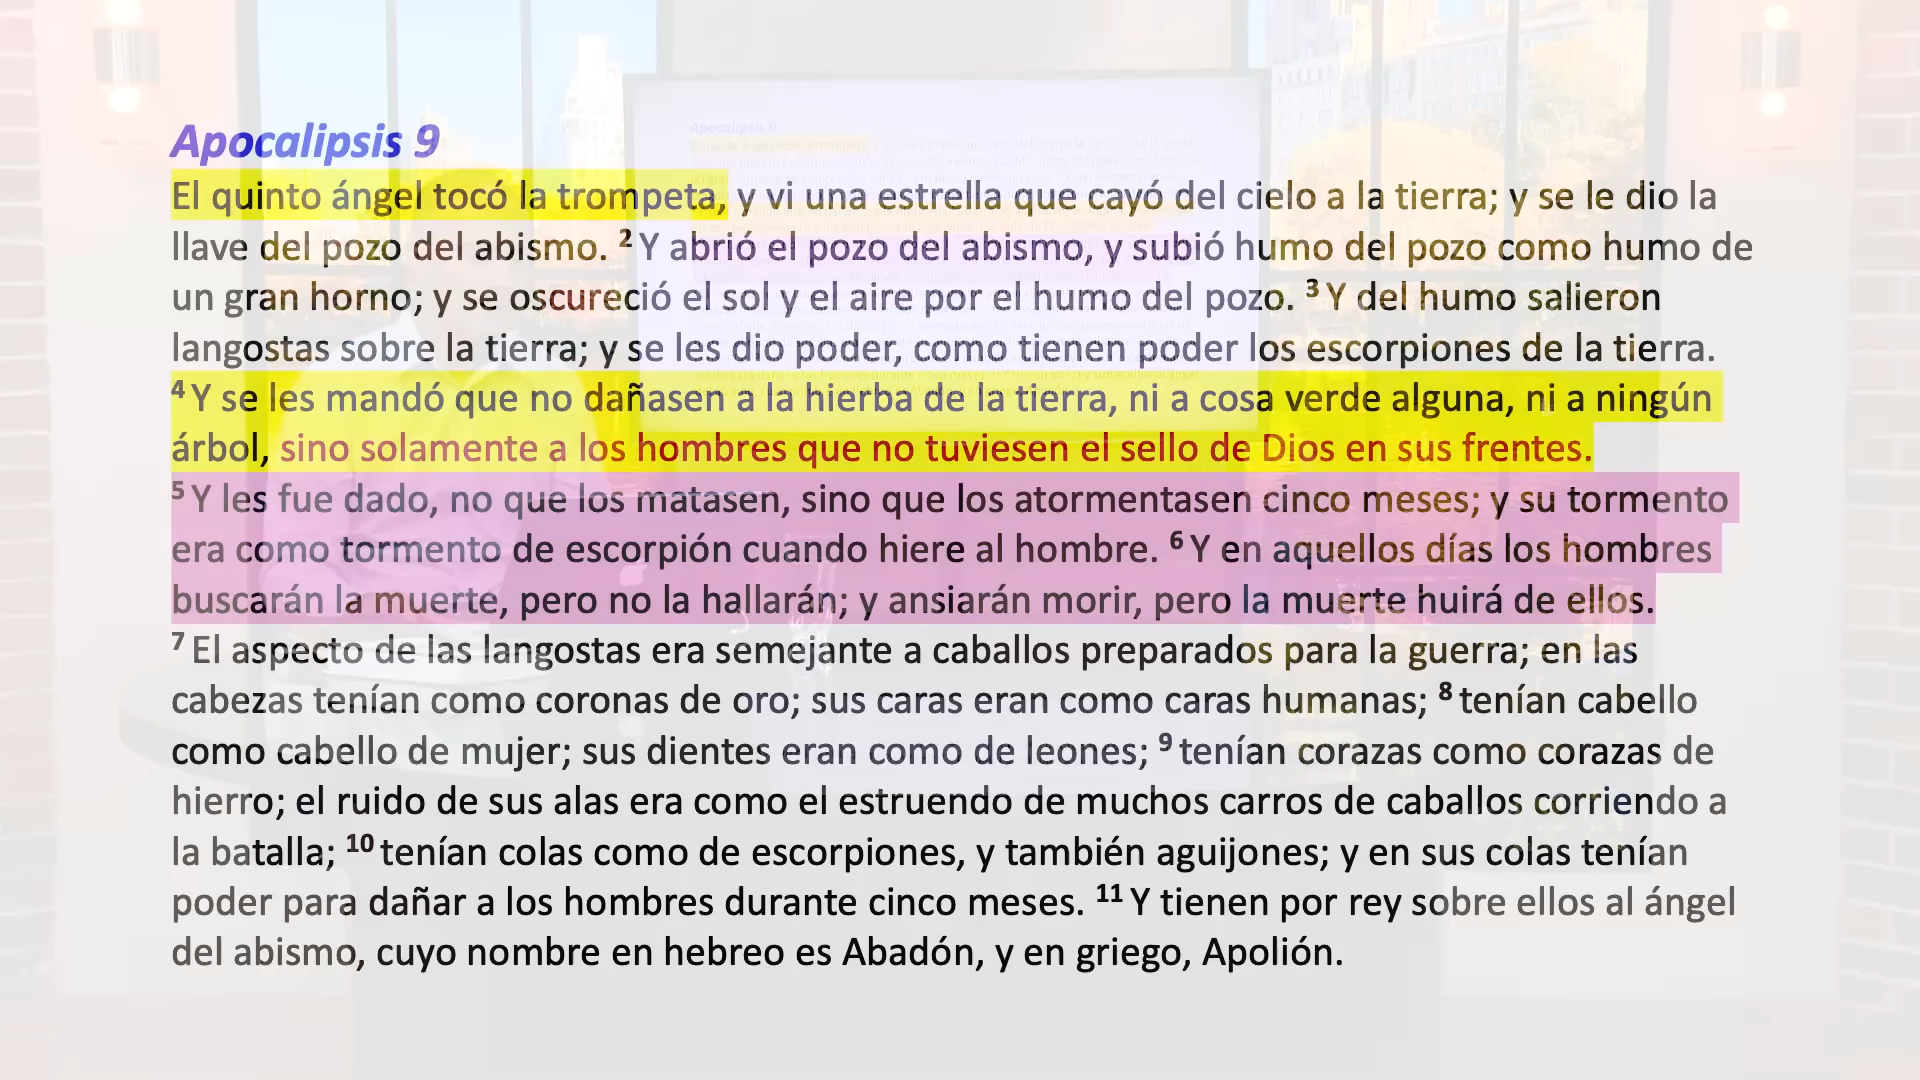 Apocalipsis 9
El quinto ángel tocó la trompeta, y vi una estrella que cayó del cielo a la tierra; y se le dio la
llave del pozo del abismo. 2 Y abrió el pozo del abismo, y subió humo del pozo como humo de
un gran horno; y se oscureció el sol y el aire por el humo del pozo. 3 Y del humo salieron
langostas sobre la tierra; y se les dio poder, como tienen poder los escorpiones de la tierra.
4 Y se les mandó que no dañasen a la hierba de la tierra, ni a cosa verde alguna, ni a ningún
árbol, sino solamente a los hombres que no tuviesen el sello de Dios en sus frentes.
5 Y les fue dado, no que los matasen, sino que los atormentasen cinco meses; y su tormento
era como tormento de escorpión cuando hiere al hombre. 6 Y en aquellos días los hombres
buscarán la muerte, pero no la hallarán; y ansiarán morir, pero la muerte huirá de ellos.
7 El aspecto de las langostas era semejante a caballos preparados para la guerra; en las
cabezas tenían como coronas de oro; sus caras eran como caras humanas; 8 tenían cabello
como cabello de mujer; sus dientes eran como de leones; 9 tenían corazas como corazas de
hierro; el ruido de sus alas era como el estruendo de muchos carros de caballos corriendo a
la batalla; 10 tenían colas como de escorpiones, y también aguijones; y en sus colas tenían
poder para dañar a los hombres durante cinco meses. 11 Y tienen por rey sobre ellos al ángel
del abismo, cuyo nombre en hebreo es Abadón, y en griego, Apolión.
Apocalipsis 9